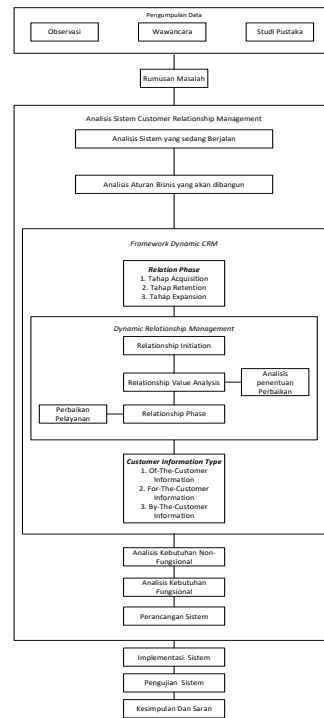 Pengumpulan Data
Observasi
Wawancara
Studi Pustaka
Rumusan Masalah
Analisis Sistem Customer Relationship Management
Analisis Sistem yang sedang Berjalan
Analisis Aturan Bisnis yang akan dibangun
Framework Dynamic CRM
Relation Phase
1. Tahap Acquisition
2. Tahap Retention
3. Tahap Expansion
Dynamic Relationship Management
Relationship Initiation
Relationship Value Analysis
Analisis
penentuan
Perbaikan
Perbaikan
Pelayanan
Relationship Phase
Customer Information Type
1. Of-The-Customer
Information
2. For-The-Customer
Information
3. By-The-Customer
Information
Analisis Kebutuhan Non-
Fungsional
Analisis Kebutuhan
Fungsional
Perancangan Sistem
Implementasi Sistem
Pengujian Sistem
Kesimpulan Dan Saran